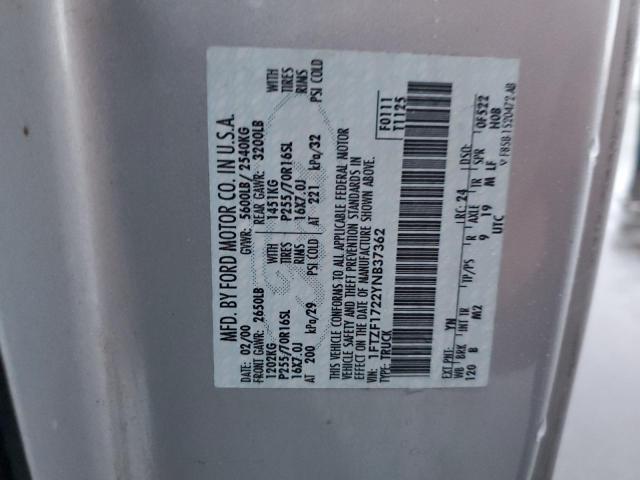 MFD. BY FORD MOTOR CO. IN U.S.A.
DATE: 02/00 GVWR: 5600LB/ 2540KG
FRONT GAWR: 2650LB REAR GAWR: 3200LB
1202KG 1451KG WITH
P255/70R16SL P255/70R16SL TIRES
16X7.0J 16X7.0J RIMS
AT 200 kPa/29 PSI COLD AT 221 kPa/32 PSI COLD
THIS VEHICLE CONFORMS TO ALL APPLICABLE FEDERAL MOTOR
VEHICLE SAFETY AND THEFT PREVENTION STANDARDS IN
EFFECT ON THE DATE OF MANUFACTURE SHOWN ABOVE.
VIN: 1FTZF1722YNB37362
TYPE: TRUCK
F0111
T1125
EXT PNT: YN LRC: 24 DSO:
WB BRK INT TR TP/PS R AXLE TR SPR 0F522
120 B M2 9 19 M LF H0B
UTC